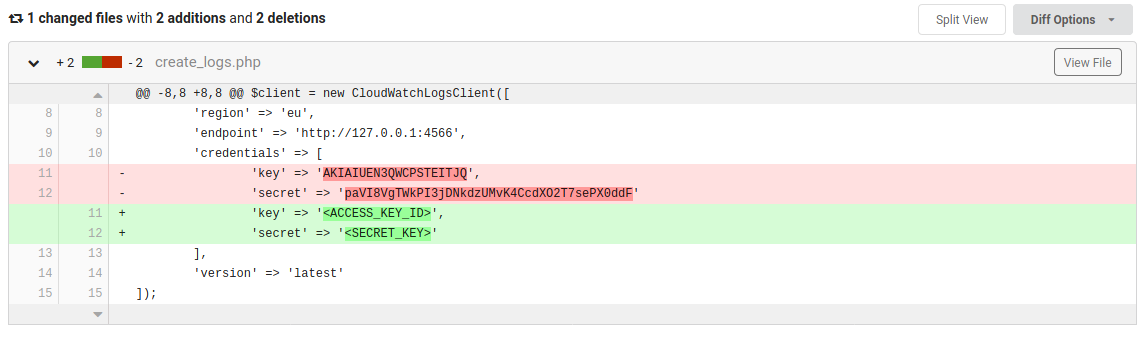 1 changed files with 2 additions and 2 deletions
Split View
Diff Options
+ 2 - 2 create_logs.php
View File
@@ -8,8 +8,8 @@ $client = new CloudWatchLogsClient([
8 8 'region' => 'eu',
9 9 'endpoint' => 'http://127.0.0.1:4566',
10 10 'credentials' => [
11 - 'key' => 'AKIAIUEN3QWCPSTEITJQ',
12 - 'secret' => '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'
11 + 'key' => '<ACCESS_KEY_ID>',
12 + 'secret' => '<SECRET_KEY>'
13 13 ],
14 14 'version' => 'latest'
15 15 ]);